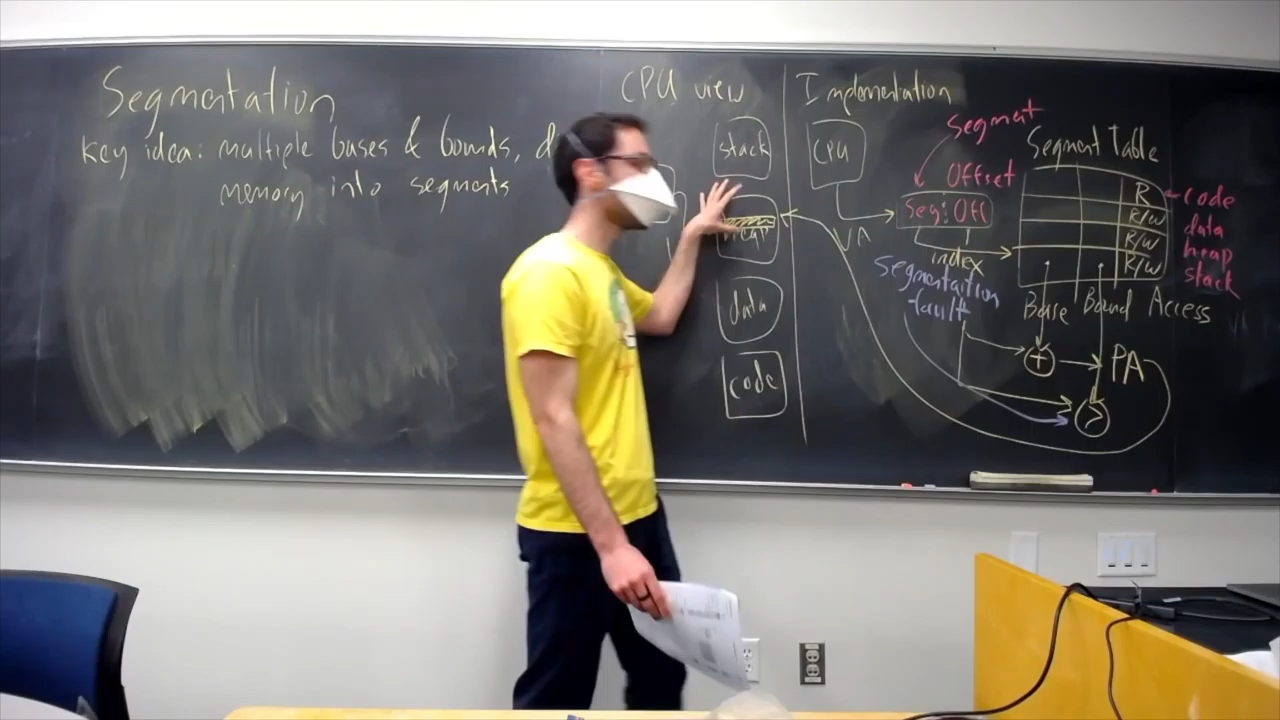 Segmentation
Key idea: multiple bases & bounds, d
memory into segments
CPU view
stack
heap
data
code
Implementation
CPU
VA
Segment
Offset
Seg: Off
index
Segmentaition
fault
Segment Table
R
R/W
R/W
R/W
code
data
heap
stack
Base Bound Access
+
PA
>